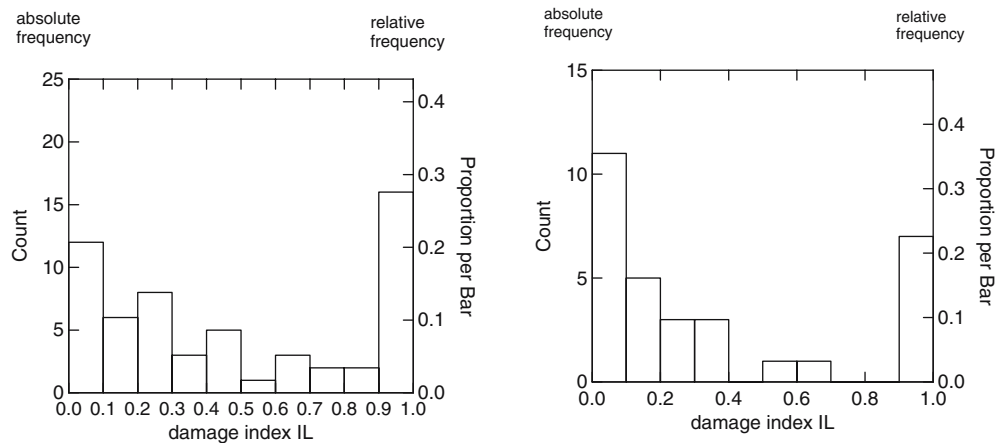 absolute
frequency
relative
frequency
25
20
15
10
5
0
Count
0.4
0.3
0.2
0.1
0.0
Proportion per Bar
0.0 0.1 0.2 0.3 0.4 0.5 0.6 0.7 0.8 0.9 1.0
damage index IL
absolute
frequency
relative
frequency
15
10
5
0
Count
0.4
0.3
0.2
0.1
0.0
Proportion per Bar
0.0 0.2 0.4 0.6 0.8 1.0
damage index IL